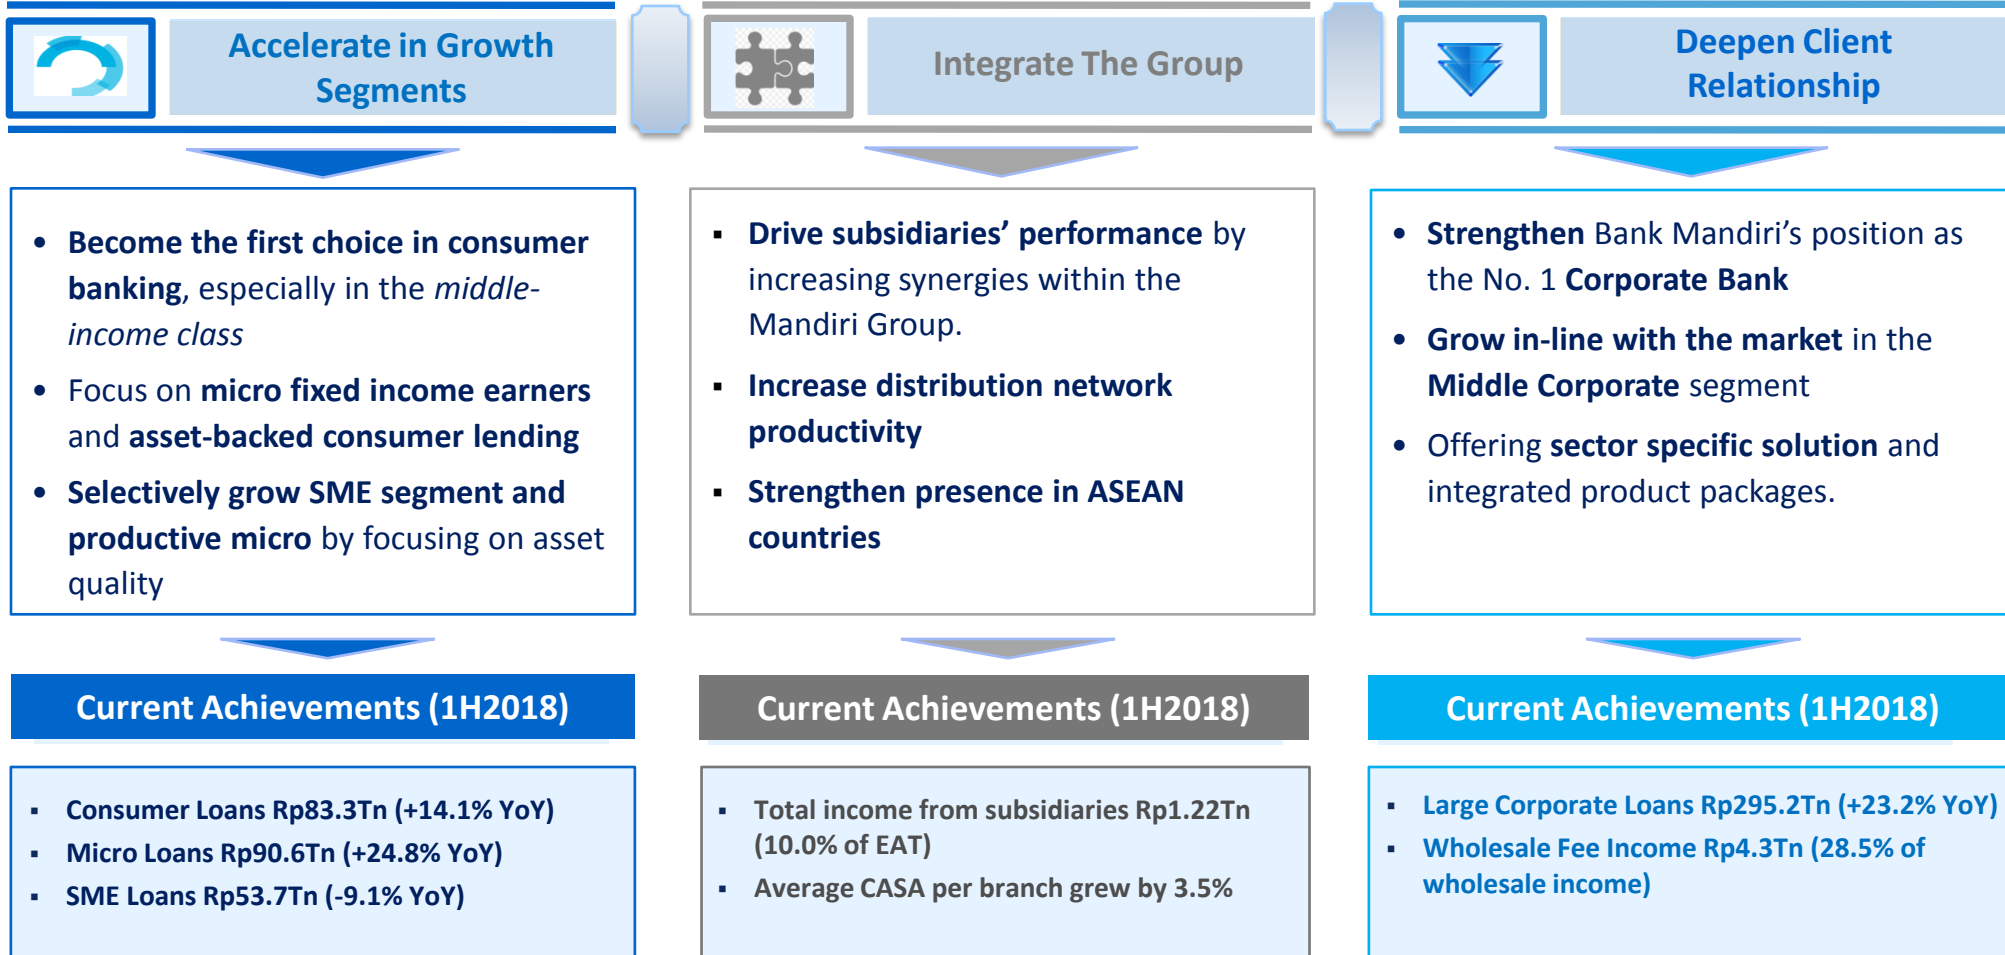 Accelerate in Growth
Segments
Integrate The Group
Deepen Client
Relationship
• Become the first choice in consumer
banking, especially in the middle-
income class
• Focus on micro fixed income earners
and asset-backed consumer lending
• Selectively grow SME segment and
productive micro by focusing on asset
quality
▪ Drive subsidiaries’ performance by
increasing synergies within the
Mandiri Group.
▪ Increase distribution network
productivity
▪ Strengthen presence in ASEAN
countries
• Strengthen Bank Mandiri’s position as
the No. 1 Corporate Bank
• Grow in-line with the market in the
Middle Corporate segment
• Offering sector specific solution and
integrated product packages.
Current Achievements (1H2018)
Current Achievements (1H2018)
Current Achievements (1H2018)
▪ Consumer Loans Rp83.3Tn (+14.1% YoY)
▪ Micro Loans Rp90.6Tn (+24.8% YoY)
▪ SME Loans Rp53.7Tn (-9.1% YoY)
▪ Total income from subsidiaries Rp1.22Tn
(10.0% of EAT)
▪ Average CASA per branch grew by 3.5%
▪ Large Corporate Loans Rp295.2Tn (+23.2% YoY)
▪ Wholesale Fee Income Rp4.3Tn (28.5% of
wholesale income)